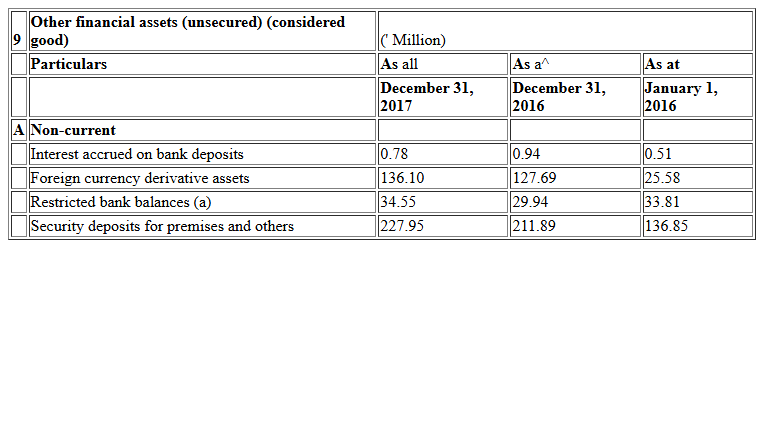 9 Other financial assets (unsecured) (considered good) (' Million)
Particulars As all As a^ As at
December 31, 2017 December 31, 2016 January 1, 2016
A Non-current
Interest accrued on bank deposits 0.78 0.94 0.51
Foreign currency derivative assets 136.10 127.69 25.58
Restricted bank balances (a) 34.55 29.94 33.81
Security deposits for premises and others 227.95 211.89 136.85